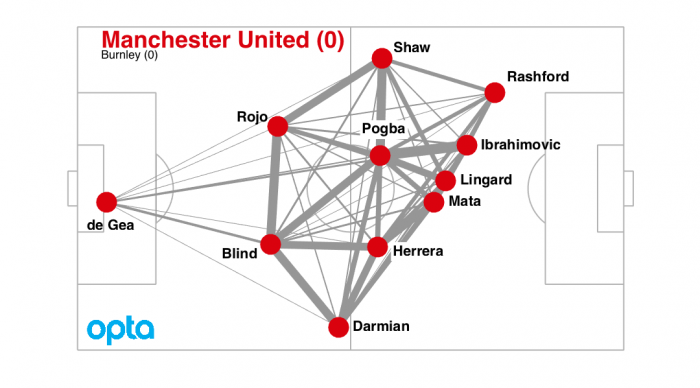 Manchester United (0)
Burnley (0)
Shaw
Rashford
Rojo
Pogba
Ibrahimovic
Lingard
Mata
de Gea
Blind
Herrera
Darmian
opta